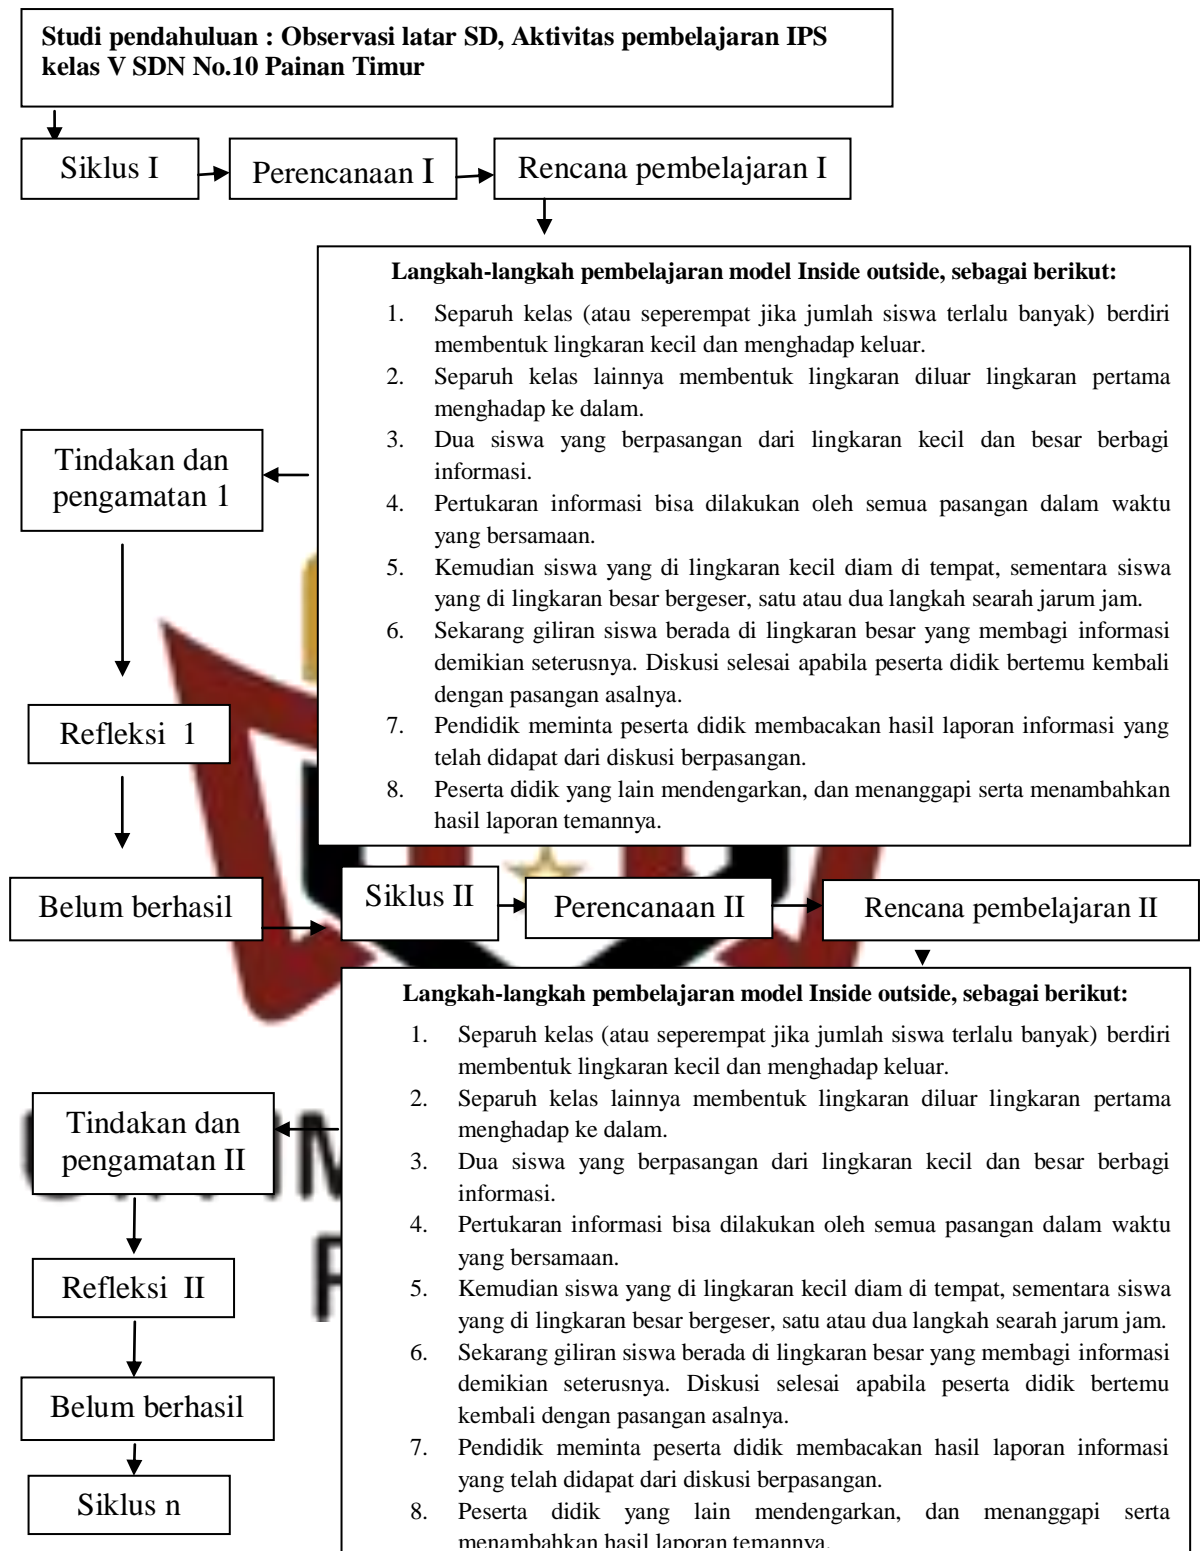 Studi pendahuluan : Observasi latar SD, Aktivitas pembelajaran IPS
kelas V SDN No.10 Painan Timur
Siklus I
Perencanaan I
Rencana pembelajaran I
Langkah-langkah pembelajaran model Inside outside, sebagai berikut:
1. Separuh kelas (atau seperempat jika jumlah siswa terlalu banyak) berdiri
membentuk lingkaran kecil dan menghadap keluar.
2. Separuh kelas lainnya membentuk lingkaran diluar lingkaran pertama
menghadap ke dalam.
3. Dua siswa yang berpasangan dari lingkaran kecil dan besar berbagi
informasi.
4. Pertukaran informasi bisa dilakukan oleh semua pasangan dalam waktu
yang bersamaan.
5. Kemudian siswa yang di lingkaran kecil diam di tempat, sementara siswa
yang di lingkaran besar bergeser, satu atau dua langkah searah jarum jam.
6. Sekarang giliran siswa berada di lingkaran besar yang membagi informasi
demikian seterusnya. Diskusi selesai apabila peserta didik bertemu kembali
dengan pasangan asalnya.
7. Pendidik meminta peserta didik membacakan hasil laporan informasi yang
telah didapat dari diskusi berpasangan.
8. Peserta didik yang lain mendengarkan, dan menanggapi serta menambahkan
hasil laporan temannya.
Tindakan dan
pengamatan 1
Refleksi 1
Belum berhasil
Siklus II
Perencanaan II
Rencana pembelajaran II
Langkah-langkah pembelajaran model Inside outside, sebagai berikut:
1. Separuh kelas (atau seperempat jika jumlah siswa terlalu banyak) berdiri
membentuk lingkaran kecil dan menghadap keluar.
2. Separuh kelas lainnya membentuk lingkaran diluar lingkaran pertama
menghadap ke dalam.
3. Dua siswa yang berpasangan dari lingkaran kecil dan besar berbagi
informasi.
4. Pertukaran informasi bisa dilakukan oleh semua pasangan dalam waktu
yang bersamaan.
5. Kemudian siswa yang di lingkaran kecil diam di tempat, sementara siswa
yang di lingkaran besar bergeser, satu atau dua langkah searah jarum jam.
6. Sekarang giliran siswa berada di lingkaran besar yang membagi informasi
demikian seterusnya. Diskusi selesai apabila peserta didik bertemu
kembali dengan pasangan asalnya.
7. Pendidik meminta peserta didik membacakan hasil laporan informasi
yang telah didapat dari diskusi berpasangan.
8. Peserta didik yang lain mendengarkan, dan menanggapi serta
menambahkan hasil laporan temannya.
Tindakan dan
pengamatan II
Refleksi II
Belum berhasil
Siklus n